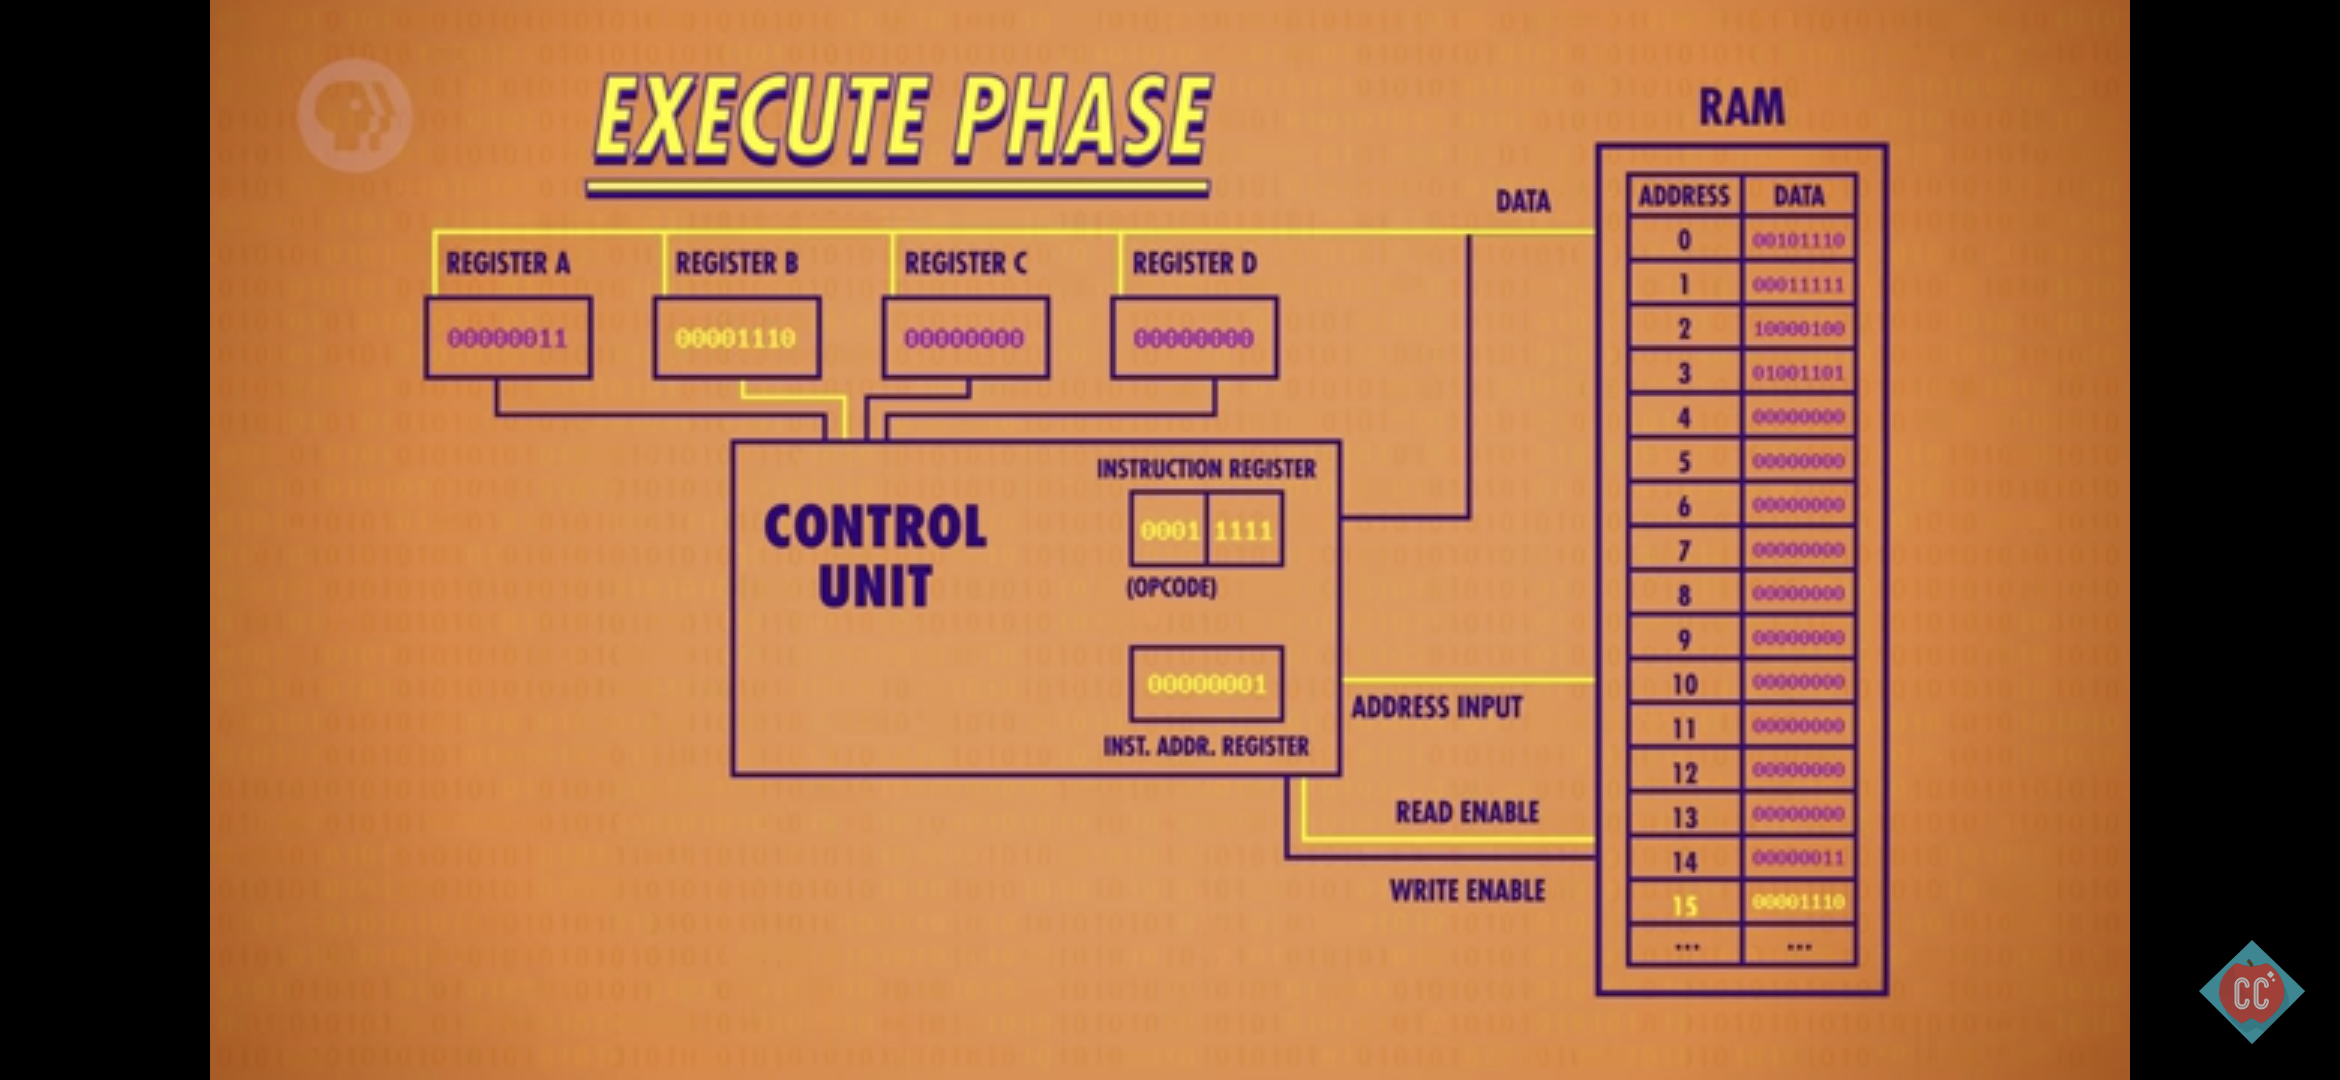 EXECUTE PHASE
RAM
DATA
ADDRESS DATA
0 00101110
1 00011111
2 10000100
3 01001101
4 00000000
5 00000000
6 00000000
7 00000000
8 00000000
9 00000000
10 00000000
11 00000000
12 00000000
13 00000000
14 00000011
15 00001110
... ...
REGISTER A
00000011
REGISTER B
00001110
REGISTER C
00000000
REGISTER D
00000000
CONTROL
UNIT
INSTRUCTION REGISTER
0001 1111
(OPCODE)
00000001
INST. ADDR. REGISTER
ADDRESS INPUT
READ ENABLE
WRITE ENABLE
CC